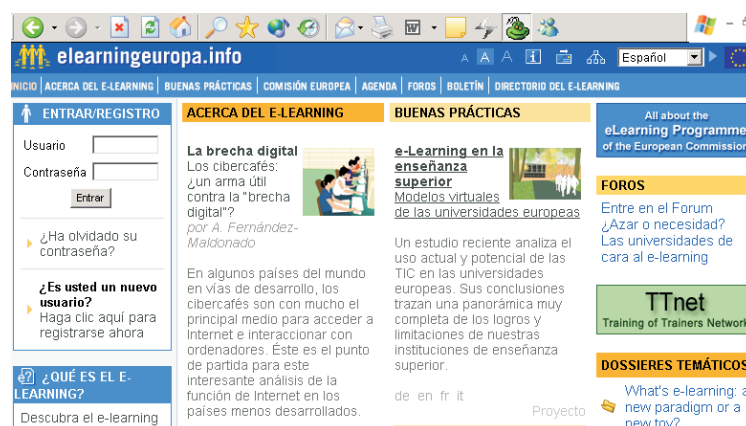 elearningeuropa.info
A A A
Español
INICIO ACERCA DEL E-LEARNING BUENAS PRÁCTICAS COMISIÓN EUROPEA AGENDA FOROS BOLETÍN DIRECTORIO DEL E-LEARNING
ENTRAR/REGISTRO
Usuario
Contraseña
Entrar
¿Ha olvidado su
contraseña?
¿Es usted un nuevo
usuario?
Haga clic aquí para
registrarse ahora
¿QUÉ ES EL E-
LEARNING?
Descubra el e-learning
ACERCA DEL E-LEARNING
La brecha digital
Los cibercafés:
¿un arma útil
contra la "brecha
digital"?
por A. Fernández-
Maldonado
En algunos países del mundo
en vías de desarrollo, los
cibercafés son con mucho el
principal medio para acceder a
Internet e interaccionar con
ordenadores. Éste es el punto
de partida para este
interesante análisis de la
función de Internet en los
países menos desarrollados.
BUENAS PRÁCTICAS
e-Learning en la
enseñanza
superior
Modelos virtuales
de las universidades europeas
Un estudio reciente analiza el
uso actual y potencial de las
TIC en las universidades
europeas. Sus conclusiones
trazan una panorámica muy
completa de los logros y
limitaciones de nuestras
instituciones de enseñanza
superior.
de en fr it
Proyecto
All about the
eLearning Programme
of the European Commission
FOROS
Entre en el Forum
¿Azar o necesidad?
Las universidades de
cara al e-learning
TTnet
Training of Trainers Network
DOSSIERES TEMÁTICOS
What's e-learning: a
new paradigm or a
new toy?